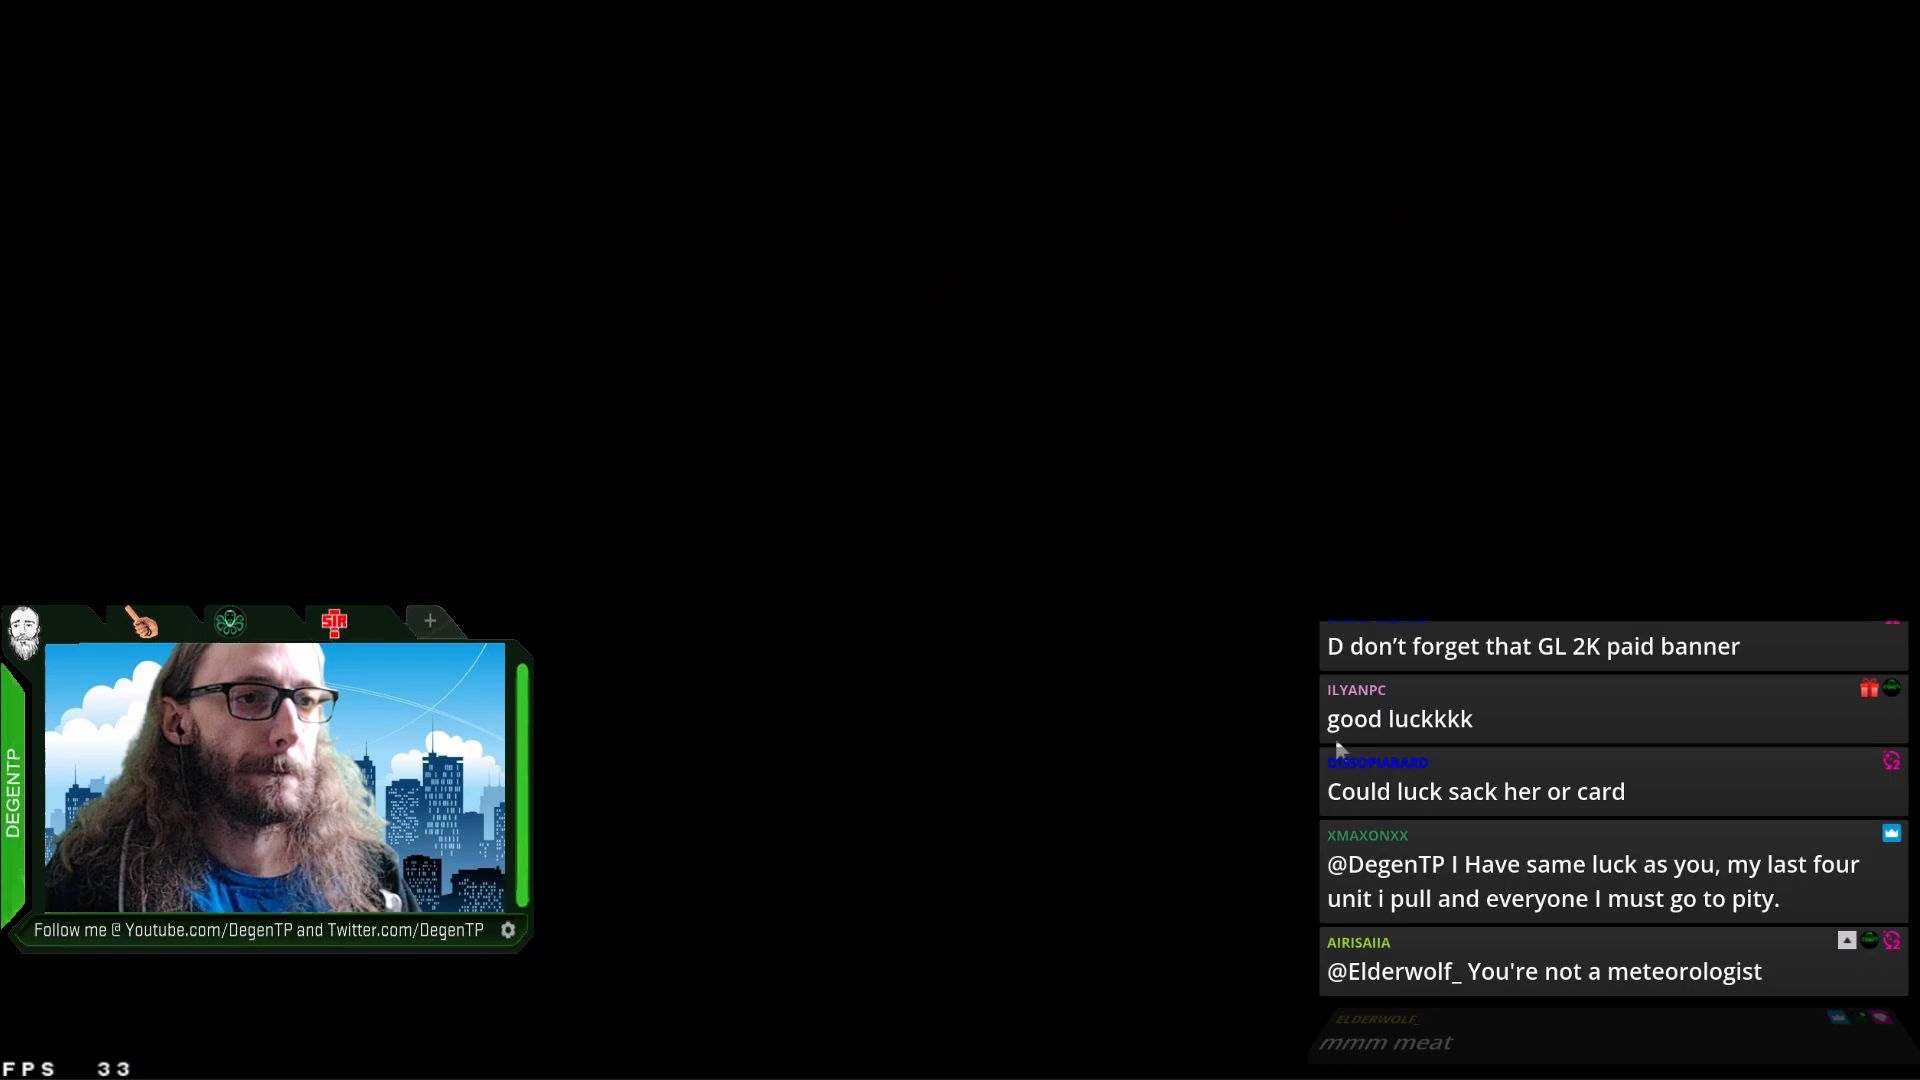 SIR
+
DEGENTP
Follow me @ Youtube.com/DegenTP and Twitter.com/DegenTP
FPS 33
D don’t forget that GL 2K paid banner
ILYANPC
good luckkkk
DISSOPIABARD
Could luck sack her or card
XMAXONXX
@DegenTP I Have same luck as you, my last four
unit i pull and everyone I must go to pity.
AIRISAIIA
@Elderwolf_ You're not a meteorologist
ELDERWOLF_
mmm meat